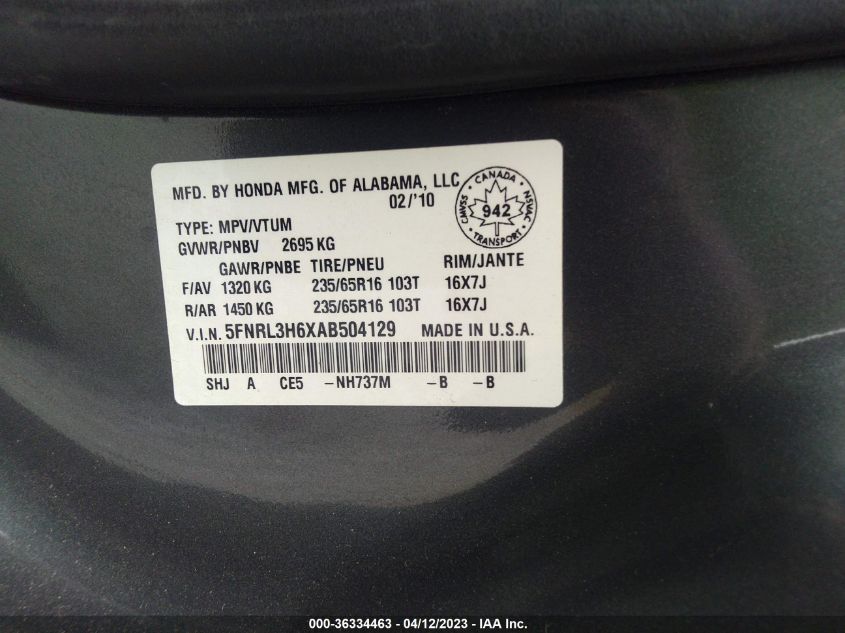 MFD. BY HONDA MFG. OF ALABAMA, LLC
02/'10
CANADA
CMVSS 942 NSVAC
TRANSPORT
TYPE: MPV/VTUM
GVWR/PNBV 2695 KG
GAWR/PNBE TIRE/PNEU RIM/JANTE
F/AV 1320 KG 235/65R16 103T 16X7J
R/AR 1450 KG 235/65R16 103T 16X7J
V.I.N. 5FNRL3H6XAB504129 MADE IN U.S.A.
SHJ A CE5 -NH737M -B -B
000-36334463 - 04/12/2023 - IAA Inc.